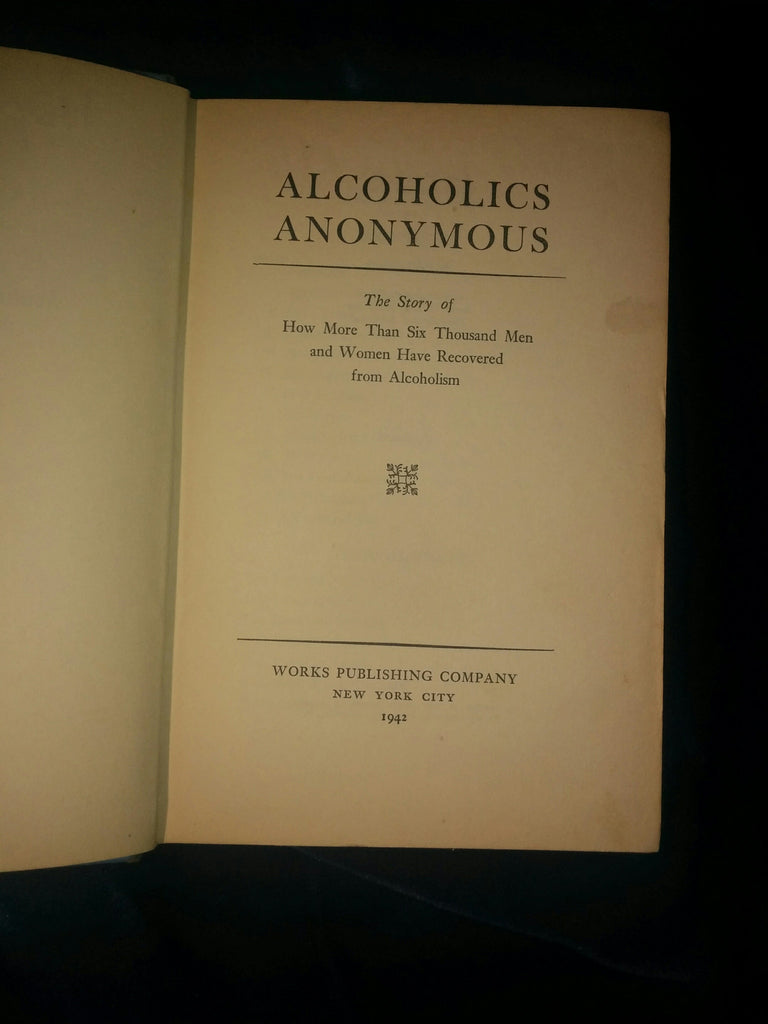 ALCOHOLICS
ANONYMOUS
The Story of
How More Than Six Thousand Men
and Women Have Recovered
from Alcoholism
WORKS PUBLISHING COMPANY
NEW YORK CITY
1942